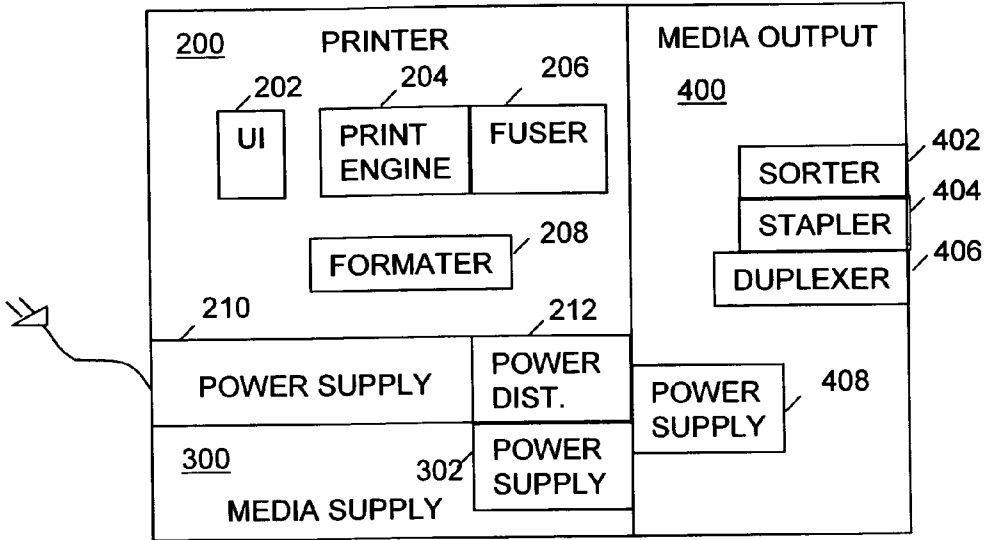 200 PRINTER
MEDIA OUTPUT
400
202
204
206
UI
PRINT
ENGINE
FUSER
402
SORTER
404
STAPLER
406
DUPLEXER
208
FORMATER
210
212
POWER SUPPLY
POWER
DIST.
POWER
SUPPLY
408
300
302
POWER
SUPPLY
MEDIA SUPPLY